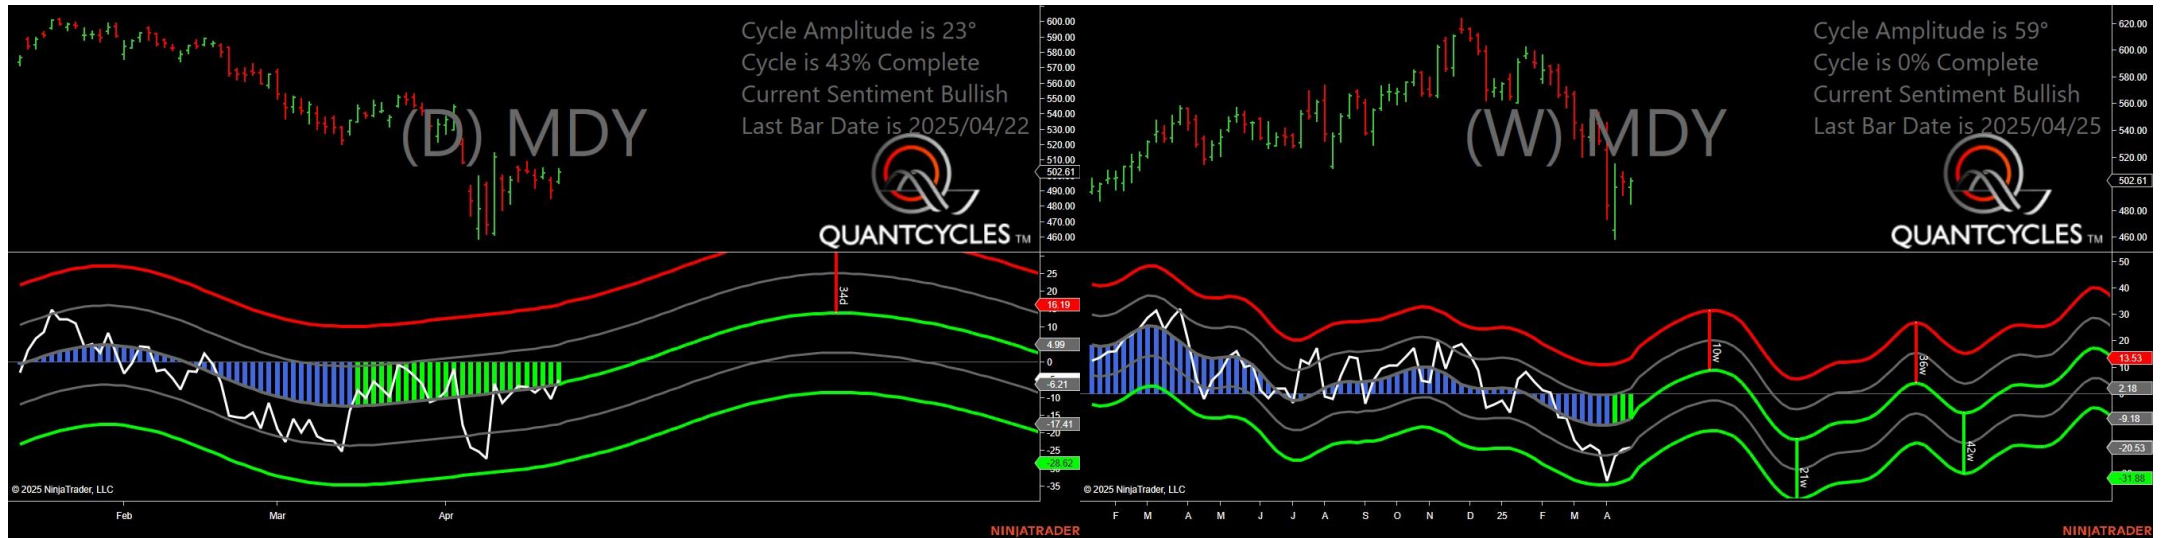 Cycle Amplitude is 23°
Cycle is 43% Complete
Current Sentiment Bullish
Last Bar Date is 2025/04/22
(D) MDY
QUANTCYCLES TM
600.00
590.00
580.00
570.00
560.00
550.00
540.00
530.00
520.00
510.00
502.61
490.00
480.00
470.00
460.00
34d
25
20
16.19
10
4.99
0
-6.21
-10
-15
-17.41
-20
-25
-28.62
-35
© 2025 NinjaTrader, LLC
Feb
Mar
Apr
NINJATRADER
Cycle Amplitude is 59°
Cycle is 0% Complete
Current Sentiment Bullish
Last Bar Date is 2025/04/25
(W) MDY
QUANTCYCLES TM
620.00
600.00
580.00
560.00
540.00
520.00
502.61
480.00
460.00
10w
21w
36w
42w
50
40
30
20
13.53
10
2.18
-9.18
-20.53
-31.88
© 2025 NinjaTrader, LLC
F M A M J J A S O N D 25 F M A
NINJATRADER